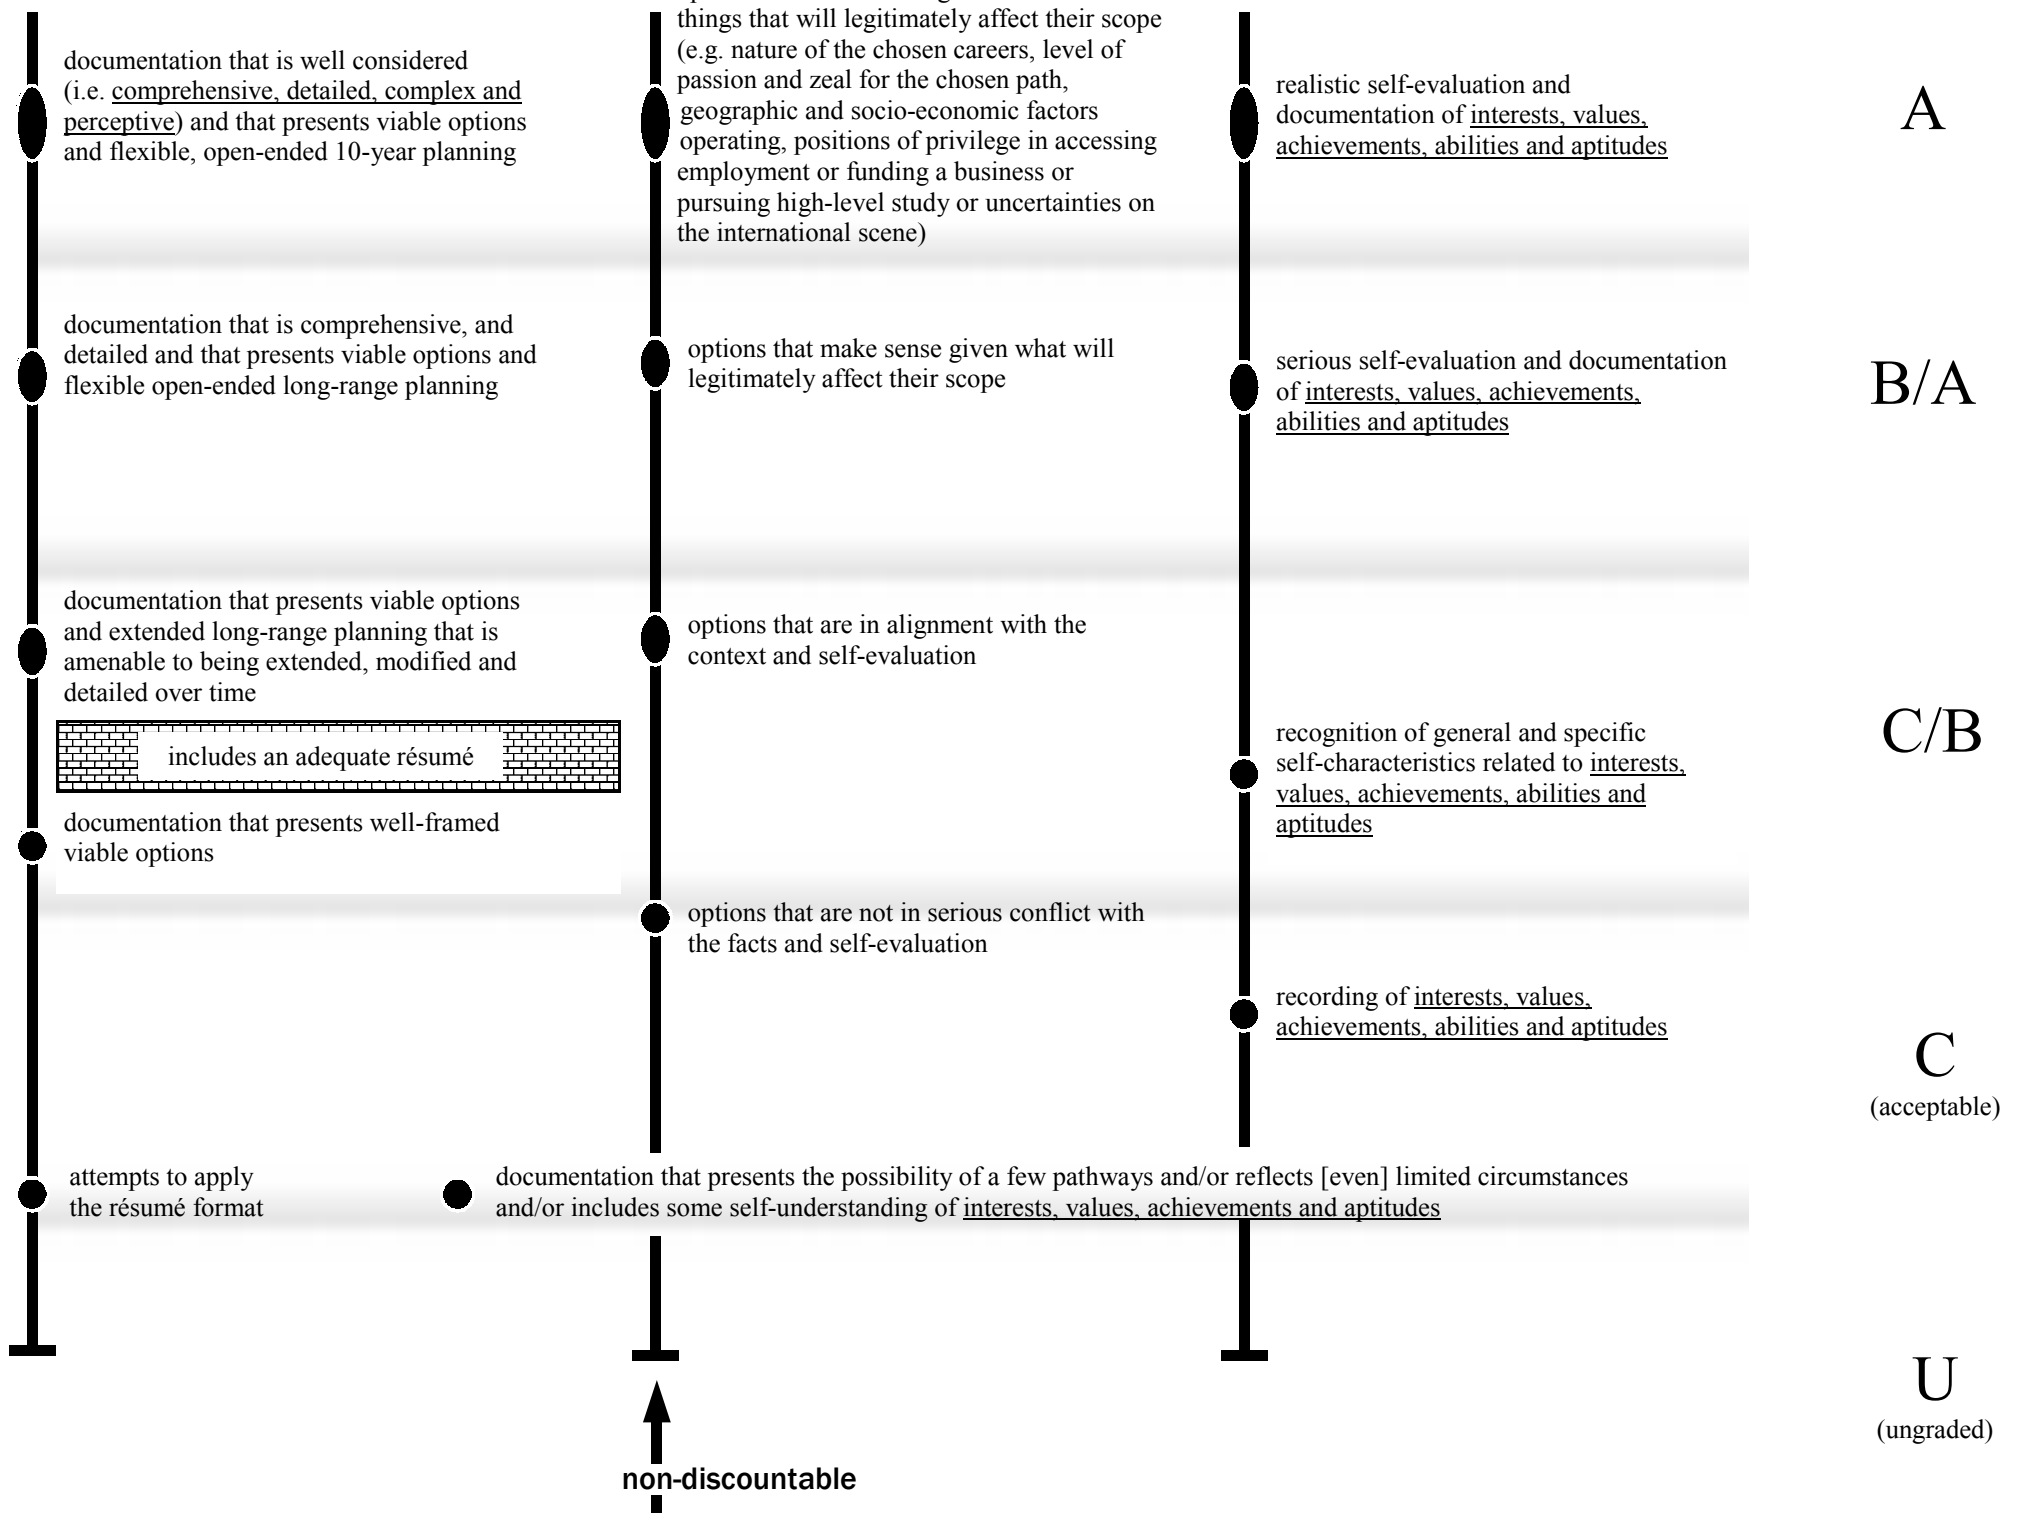 things that will legitimately affect their scope
(e.g. nature of the chosen careers, level of
passion and zeal for the chosen path,
geographic and socio-economic factors
operating, positions of privilege in accessing
employment or funding a business or
pursuing high-level study or uncertainties on
the international scene)
documentation that is well considered
(i.e. comprehensive, detailed, complex and
perceptive) and that presents viable options
and flexible, open-ended 10-year planning
realistic self-evaluation and
documentation of interests, values,
achievements, abilities and aptitudes
A
documentation that is comprehensive, and
detailed and that presents viable options and
flexible open-ended long-range planning
options that make sense given what will
legitimately affect their scope
serious self-evaluation and documentation
of interests, values, achievements,
abilities and aptitudes
B/A
documentation that presents viable options
and extended long-range planning that is
amenable to being extended, modified and
detailed over time
options that are in alignment with the
context and self-evaluation
includes an adequate résumé
recognition of general and specific
self-characteristics related to interests,
values, achievements, abilities and
aptitudes
C/B
documentation that presents well-framed
viable options
options that are not in serious conflict with
the facts and self-evaluation
recording of interests, values,
achievements, abilities and aptitudes
C
(acceptable)
attempts to apply
the résumé format
documentation that presents the possibility of a few pathways and/or reflects [even] limited circumstances
and/or includes some self-understanding of interests, values, achievements and aptitudes
U
(ungraded)
non-discountable